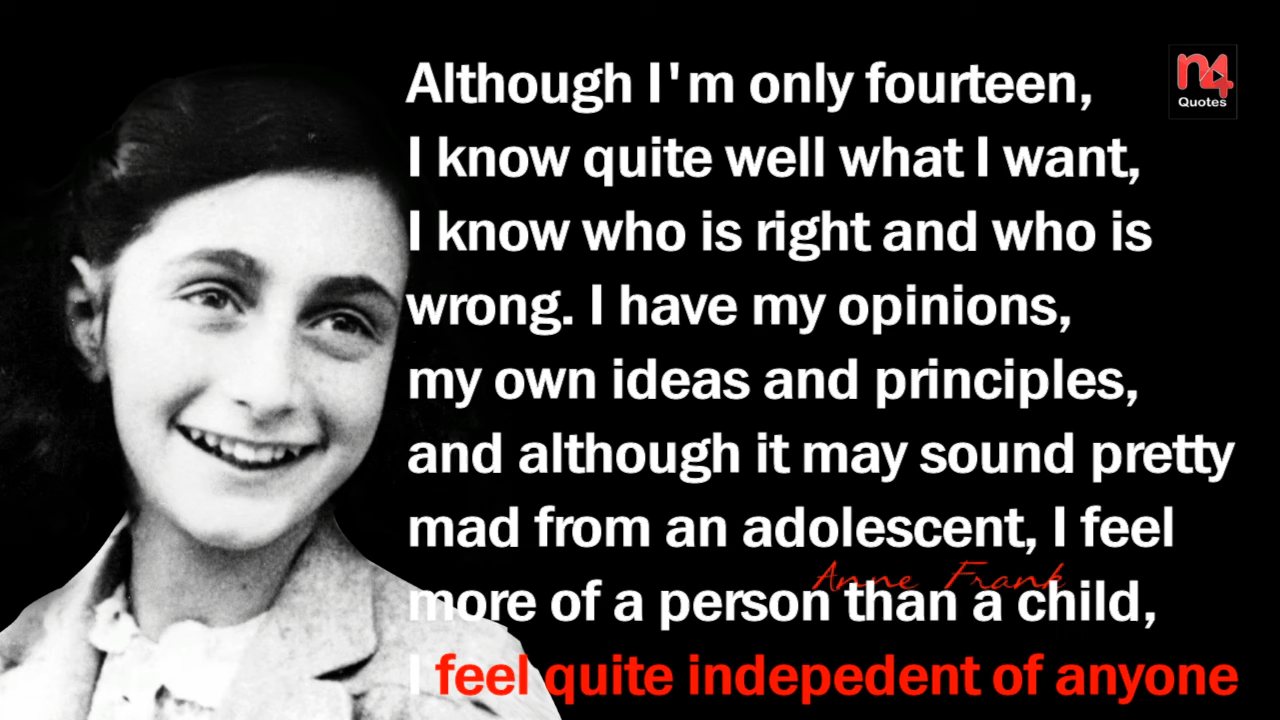 Although I'm only fourteen,
I know quite well what I want,
I know who is right and who is
wrong. I have my opinions,
my own ideas and principles,
and although it may sound pretty
mad from an adolescent, I feel
more of a person than a child,
Anne Frank
I feel quite indepedent of anyone
n4
Quotes